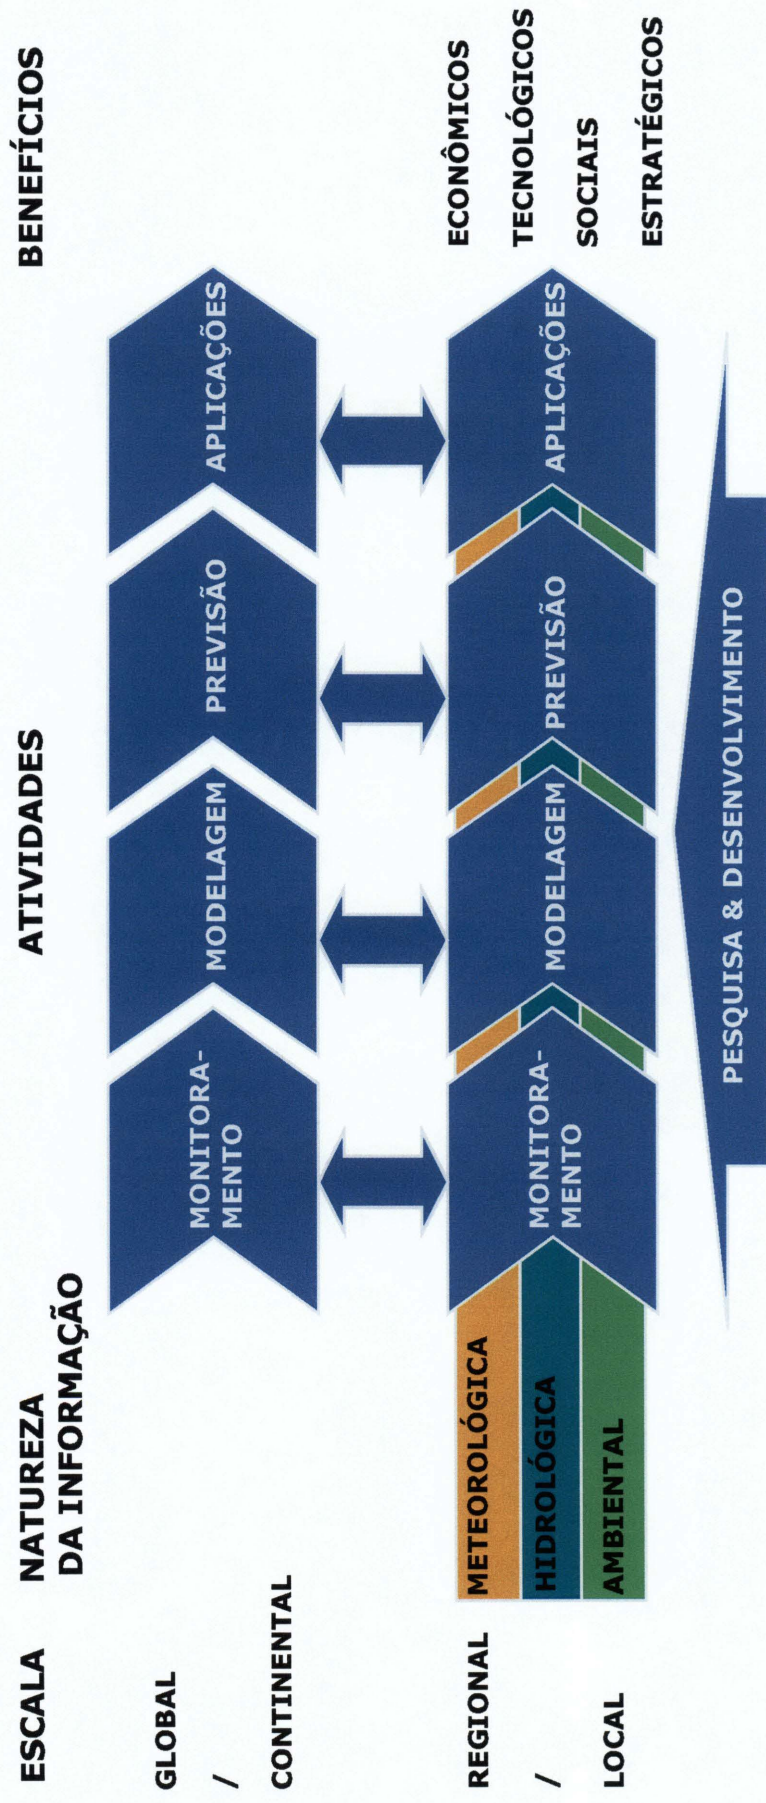 ESCALA
NATUREZA
DA INFORMAÇÃO
ATIVIDADES
BENEFÍCIOS
GLOBAL
/
CONTINENTAL
MONITORA-
MENTO
MODELAGEM
PREVISÃO
APLICAÇÕES
REGIONAL
/
LOCAL
METEOROLÓGICA
HIDROLÓGICA
AMBIENTAL
MONITORA-
MENTO
MODELAGEM
PREVISÃO
APLICAÇÕES
ECONÔMICOS
TECNOLÓGICOS
SOCIAIS
ESTRATÉGICOS
PESQUISA & DESENVOLVIMENTO